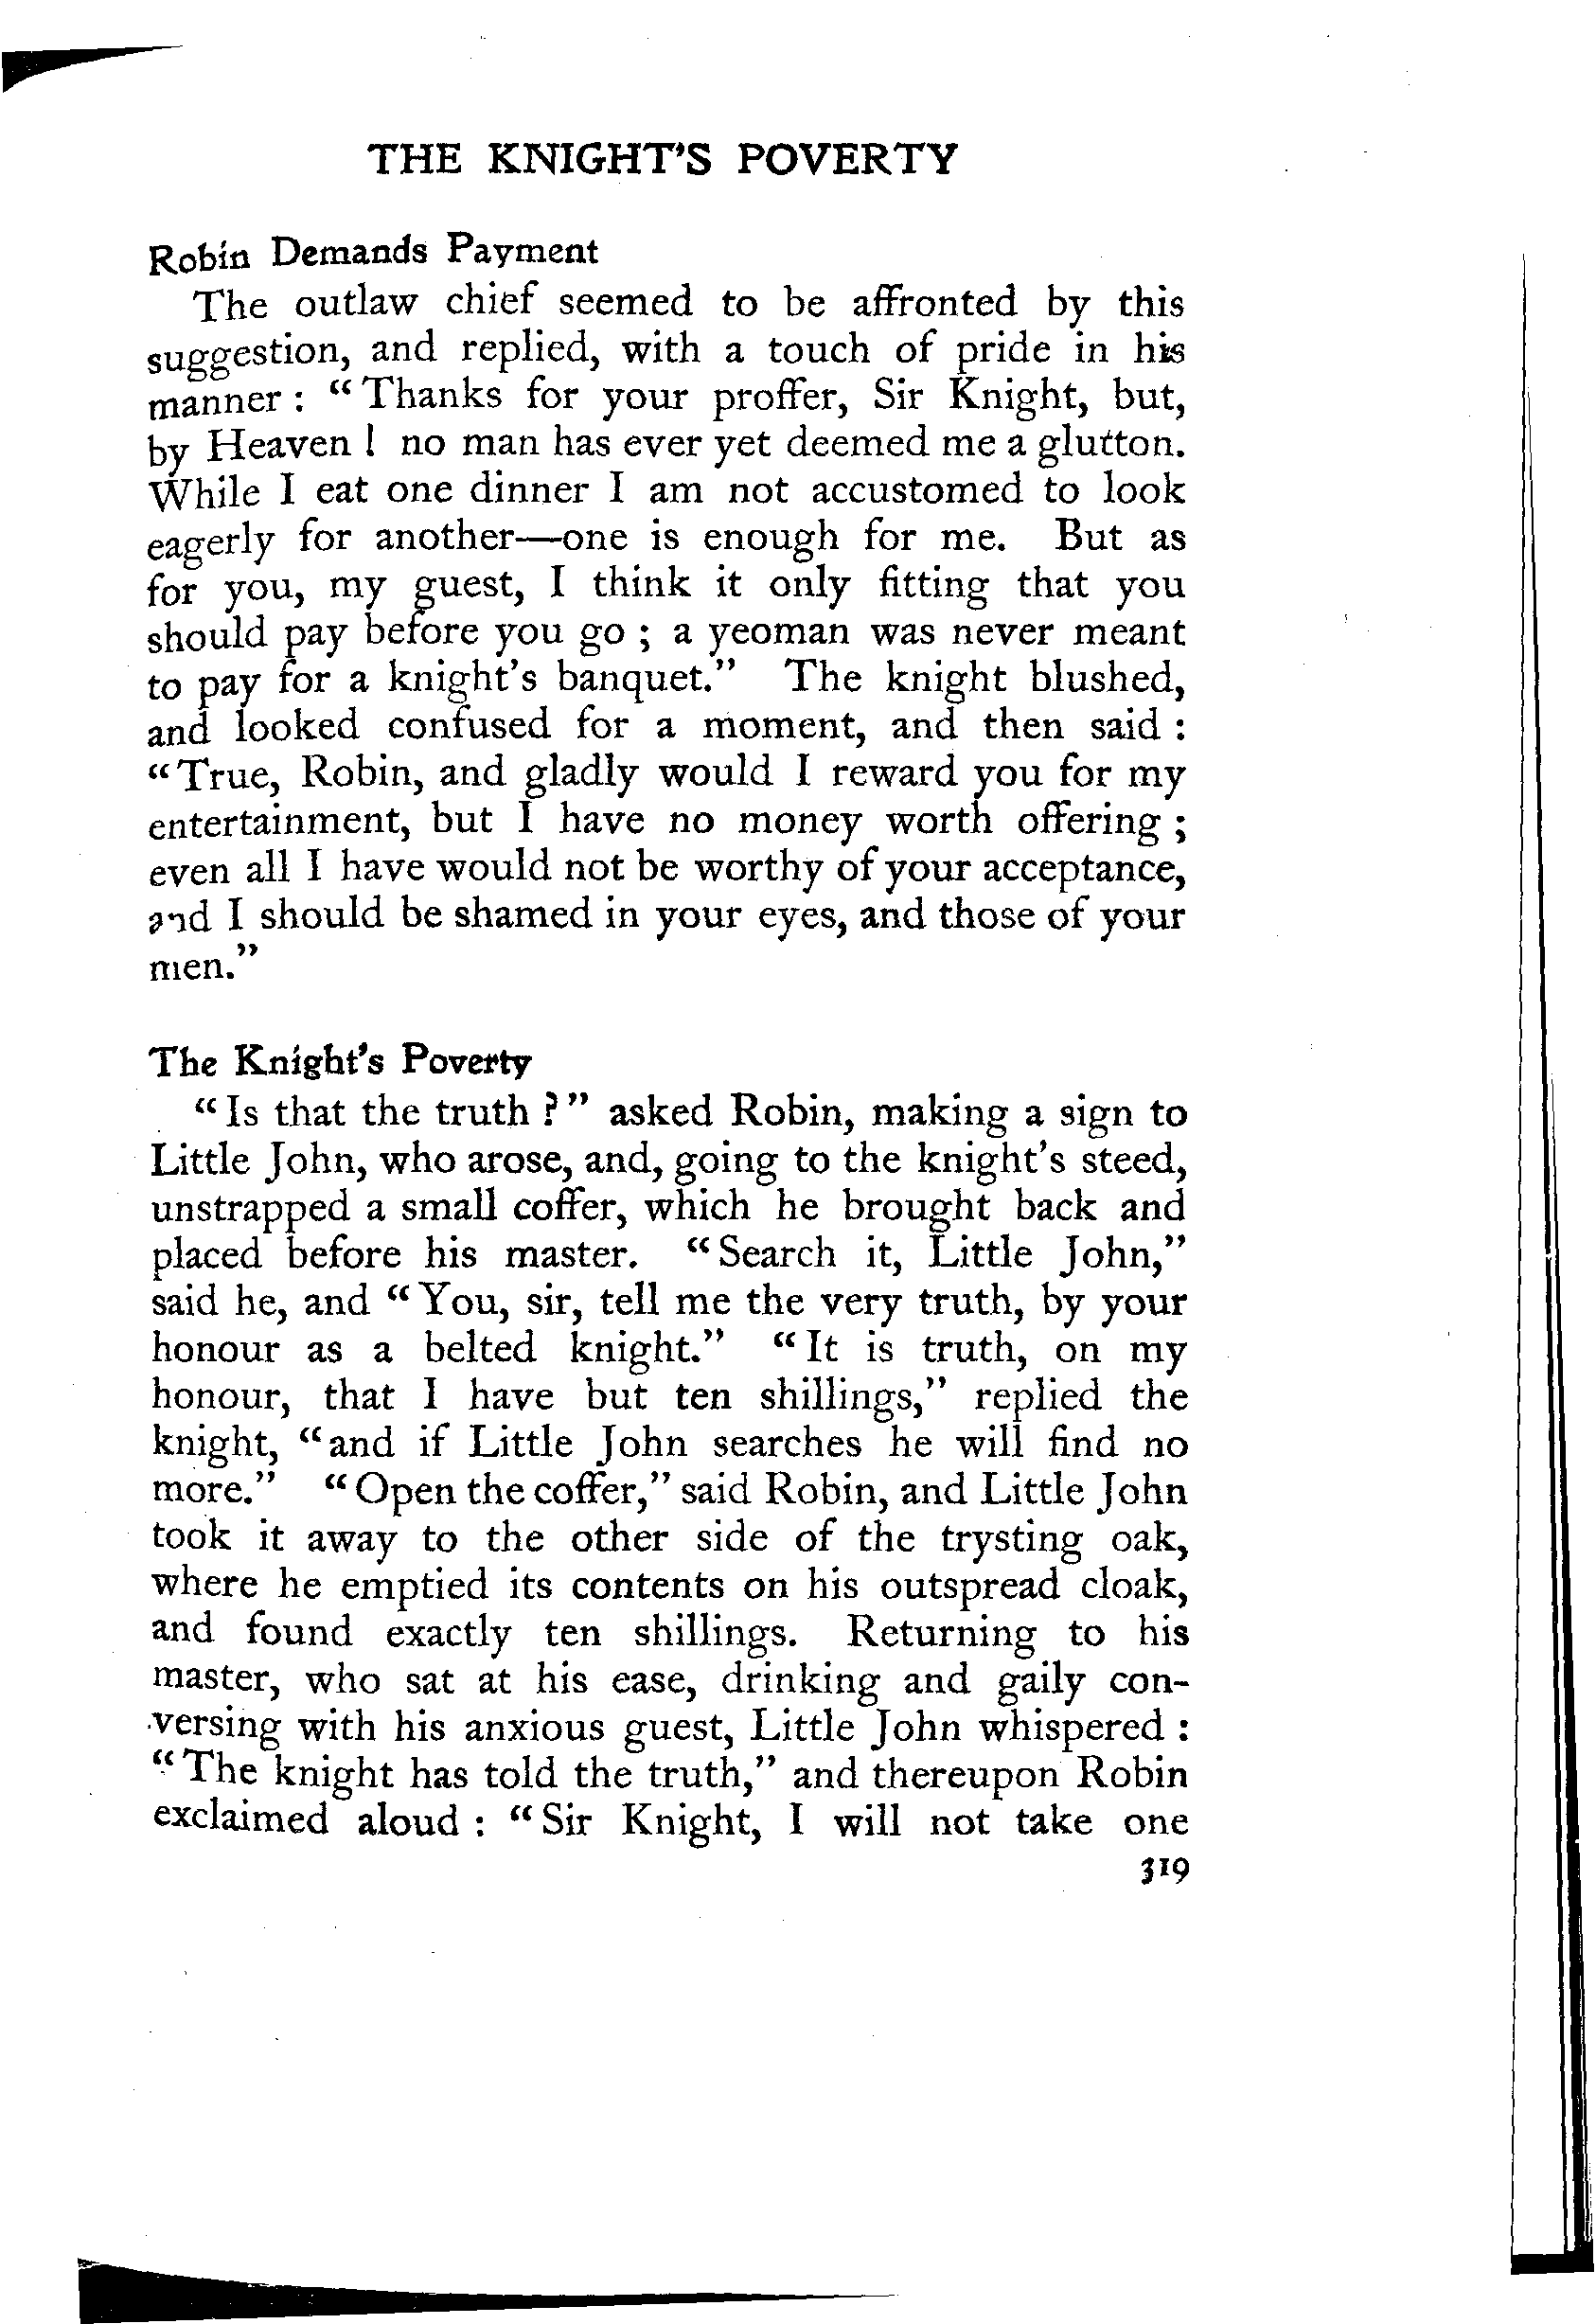 THE KNIGHT'S POVERTY
Robin Demands Payment
The outlaw chief seemed to be affronted by this
suggestion, and replied, with a touch of pride in his
manner : “Thanks for your proffer, Sir Knight, but,
by Heaven ! no man has ever yet deemed me a glutton.
While I eat one dinner I am not accustomed to look
eagerly for another—one is enough for me. But as
for you, my guest, I think it only fitting that you
should pay before you go ; a yeoman was never meant
to pay for a knight's banquet.” The knight blushed,
and looked confused for a moment, and then said :
“True, Robin, and gladly would I reward you for my
entertainment, but I have no money worth offering ;
even all I have would not be worthy of your acceptance,
and I should be shamed in your eyes, and those of your
men.”
The Knight's Poverty
“Is that the truth ?” asked Robin, making a sign to
Little John, who arose, and, going to the knight's steed,
unstrapped a small coffer, which he brought back and
placed before his master. “Search it, Little John,”
said he, and “You, sir, tell me the very truth, by your
honour as a belted knight.” “It is truth, on my
honour, that I have but ten shillings,” replied the
knight, “and if Little John searches he will find no
more.” “Open the coffer,” said Robin, and Little John
took it away to the other side of the trysting oak,
where he emptied its contents on his outspread cloak,
and found exactly ten shillings. Returning to his
master, who sat at his ease, drinking and gaily con-
versing with his anxious guest, Little John whispered :
“The knight has told the truth,” and thereupon Robin
exclaimed aloud : “Sir Knight, I will not take one
319